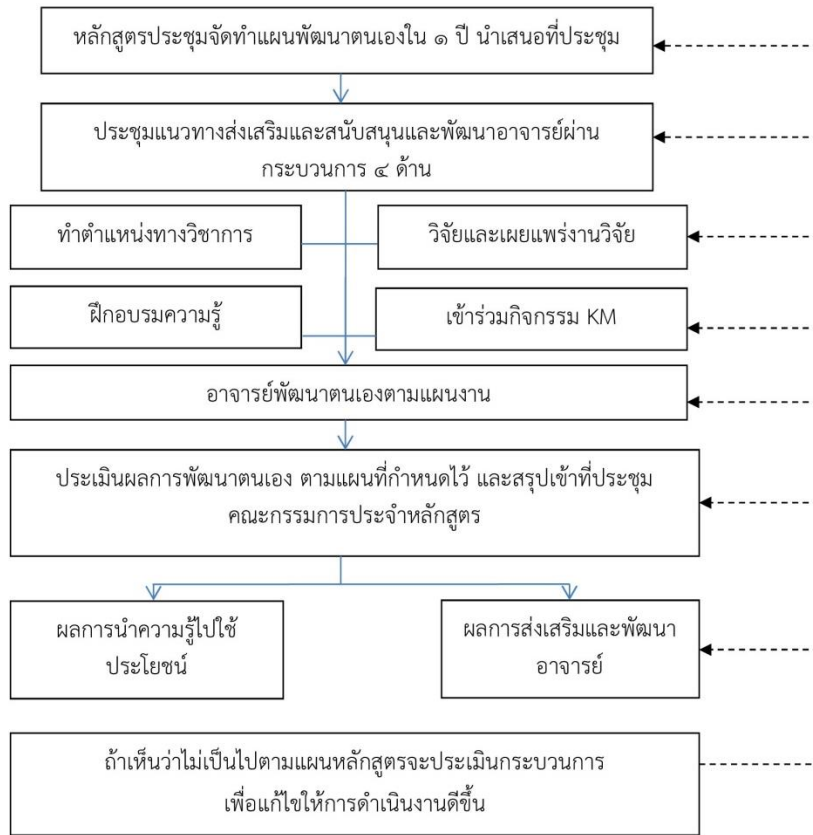 หลักสูตรประชุมจัดทำแผนพัฒนาตนเองใน ๑ ปี นำเสนอที่ประชุม
ประชุมแนวทางส่งเสริมและสนับสนุนและพัฒนาอาจารย์ผ่าน
กระบวนการ ๔ ด้าน
ทำตำแหน่งทางวิชาการ
วิจัยและเผยแพร่งานวิจัย
ฝึกอบรมความรู้
เข้าร่วมกิจกรรม KM
อาจารย์พัฒนาตนเองตามแผนงาน
ประเมินผลการพัฒนาตนเอง ตามแผนที่กำหนดไว้ และสรุปเข้าที่ประชุม
คณะกรรมการประจำหลักสูตร
ผลการนำความรู้ไปใช้
ประโยชน์
ผลการส่งเสริมและพัฒนา
อาจารย์
ถ้าเห็นว่าไม่เป็นไปตามแผนหลักสูตรจะประเมินกระบวนการ
เพื่อแก้ไขให้การดำเนินงานดีขึ้น